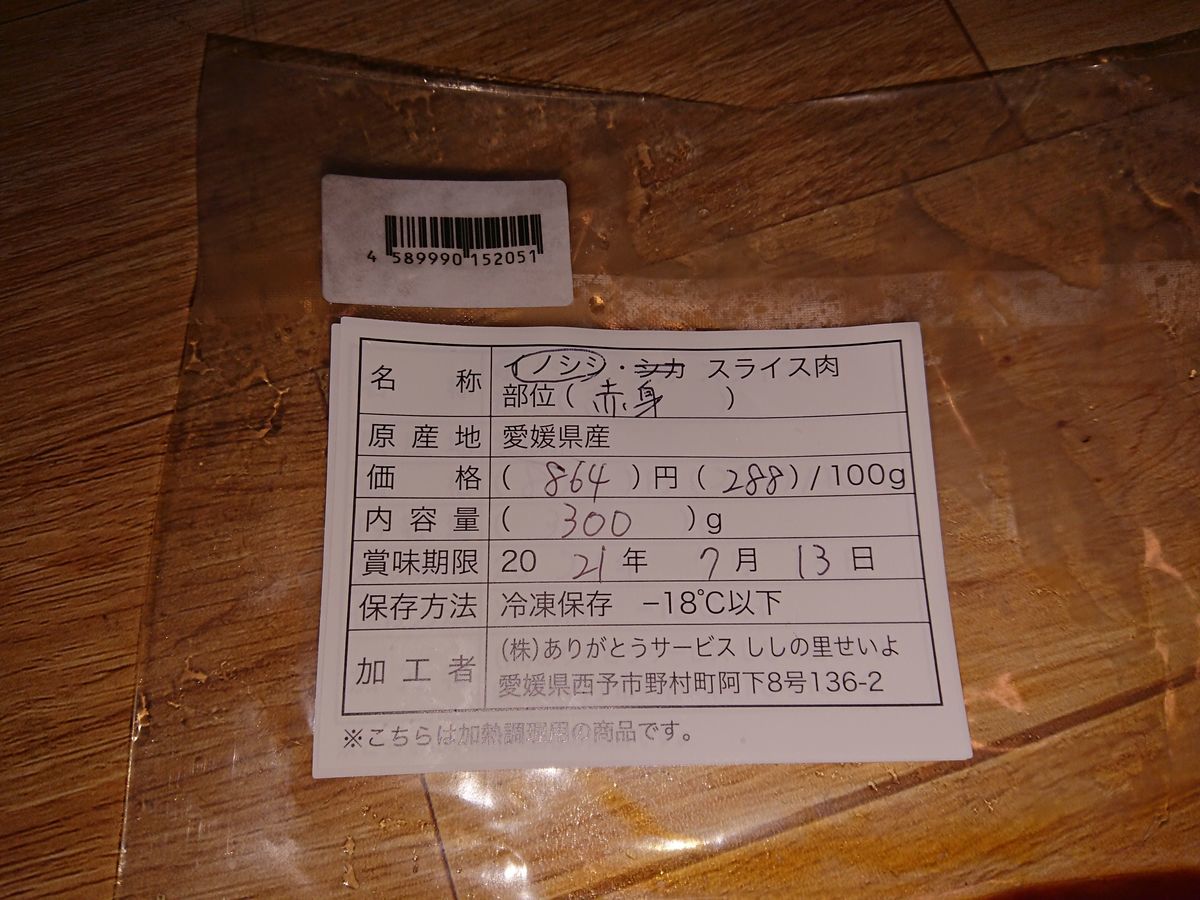 4 589990 152051
名称 イノシシ・シカ スライス肉
部位(赤身)
原産地 愛媛県産
価格 (864)円(288)/100g
内容量 (300)g
賞味期限 2021年 7月 13日
保存方法 冷凍保存 −18℃以下
加工者 (株)ありがとうサービス ししの里せいよ
愛媛県西予市野村町阿下8号136-2
※こちらは加熱調理用の商品です。